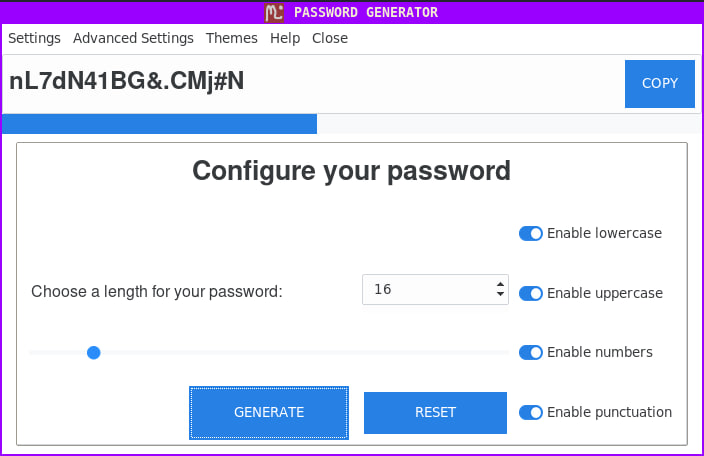 PASSWORD GENERATOR
Settings Advanced Settings Themes Help Close
nL7dN41BG&.CMj#N
COPY
Configure your password
Enable lowercase
Choose a length for your password:
16
Enable uppercase
Enable numbers
GENERATE
RESET
Enable punctuation